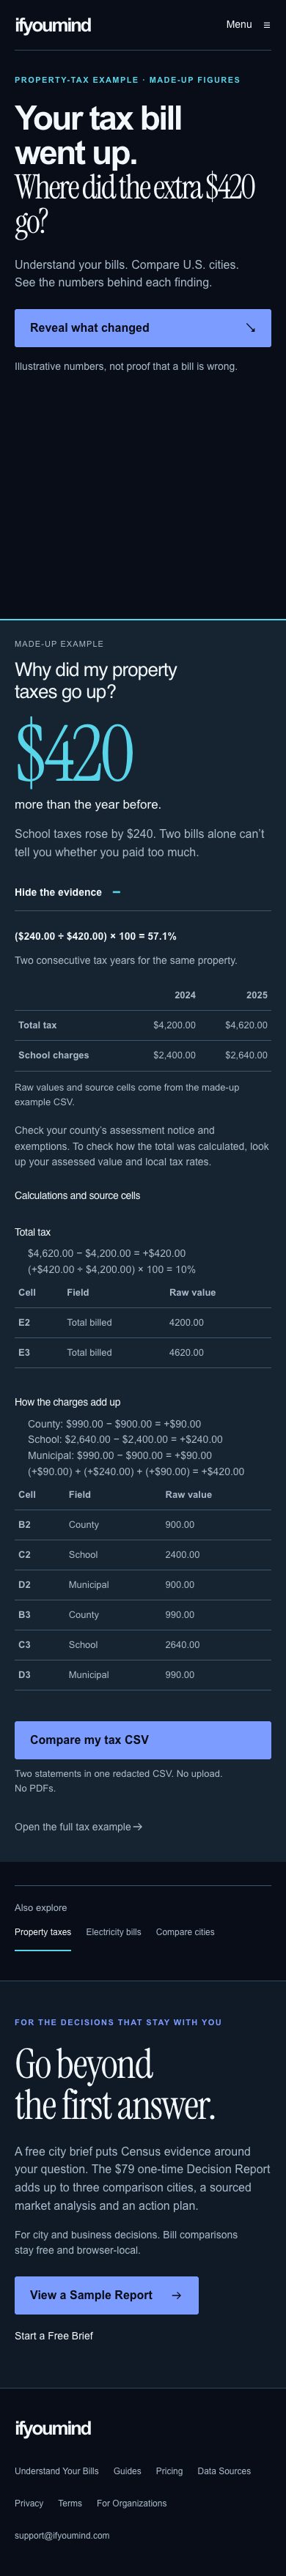 ifyoumind
Menu
PROPERTY-TAX EXAMPLE · MADE-UP FIGURES
Your tax bill
went up.
Where did the extra $420
go?
Understand your bills. Compare U.S. cities.
See the numbers behind each finding.
Reveal what changed ↘
Illustrative numbers, not proof that a bill is wrong.
MADE-UP EXAMPLE
Why did my property
taxes go up?
$420
more than the year before.
School taxes rose by $240. Two bills alone can’t
tell you whether you paid too much.
Hide the evidence −
($240.00 ÷ $420.00) × 100 = 57.1%
Two consecutive tax years for the same property.
2024 2025
Total tax $4,200.00 $4,620.00
School charges $2,400.00 $2,640.00
Raw values and source cells come from the made-up
example CSV.
Check your county’s assessment notice and
exemptions. To check how the total was calculated, look
up your assessed value and local tax rates.
Calculations and source cells
Total tax
$4,620.00 − $4,200.00 = +$420.00
(+$420.00 ÷ $4,200.00) × 100 = 10%
Cell Field Raw value
E2 Total billed 4200.00
E3 Total billed 4620.00
How the charges add up
County: $990.00 − $900.00 = +$90.00
School: $2,640.00 − $2,400.00 = +$240.00
Municipal: $990.00 − $900.00 = +$90.00
(+$90.00) + (+$240.00) + (+$90.00) = +$420.00
Cell Field Raw value
B2 County 900.00
C2 School 2400.00
D2 Municipal 900.00
B3 County 990.00
C3 School 2640.00
D3 Municipal 990.00
Compare my tax CSV
Two statements in one redacted CSV. No upload.
No PDFs.
Open the full tax example →
Also explore
Property taxes Electricity bills Compare cities
FOR THE DECISIONS THAT STAY WITH YOU
Go beyond
the first answer.
A free city brief puts Census evidence around
your question. The $79 one-time Decision Report
adds up to three comparison cities, a sourced
market analysis and an action plan.
For city and business decisions. Bill comparisons
stay free and browser-local.
View a Sample Report →
Start a Free Brief
ifyoumind
Understand Your Bills Guides Pricing Data Sources
Privacy Terms For Organizations
support@ifyoumind.com